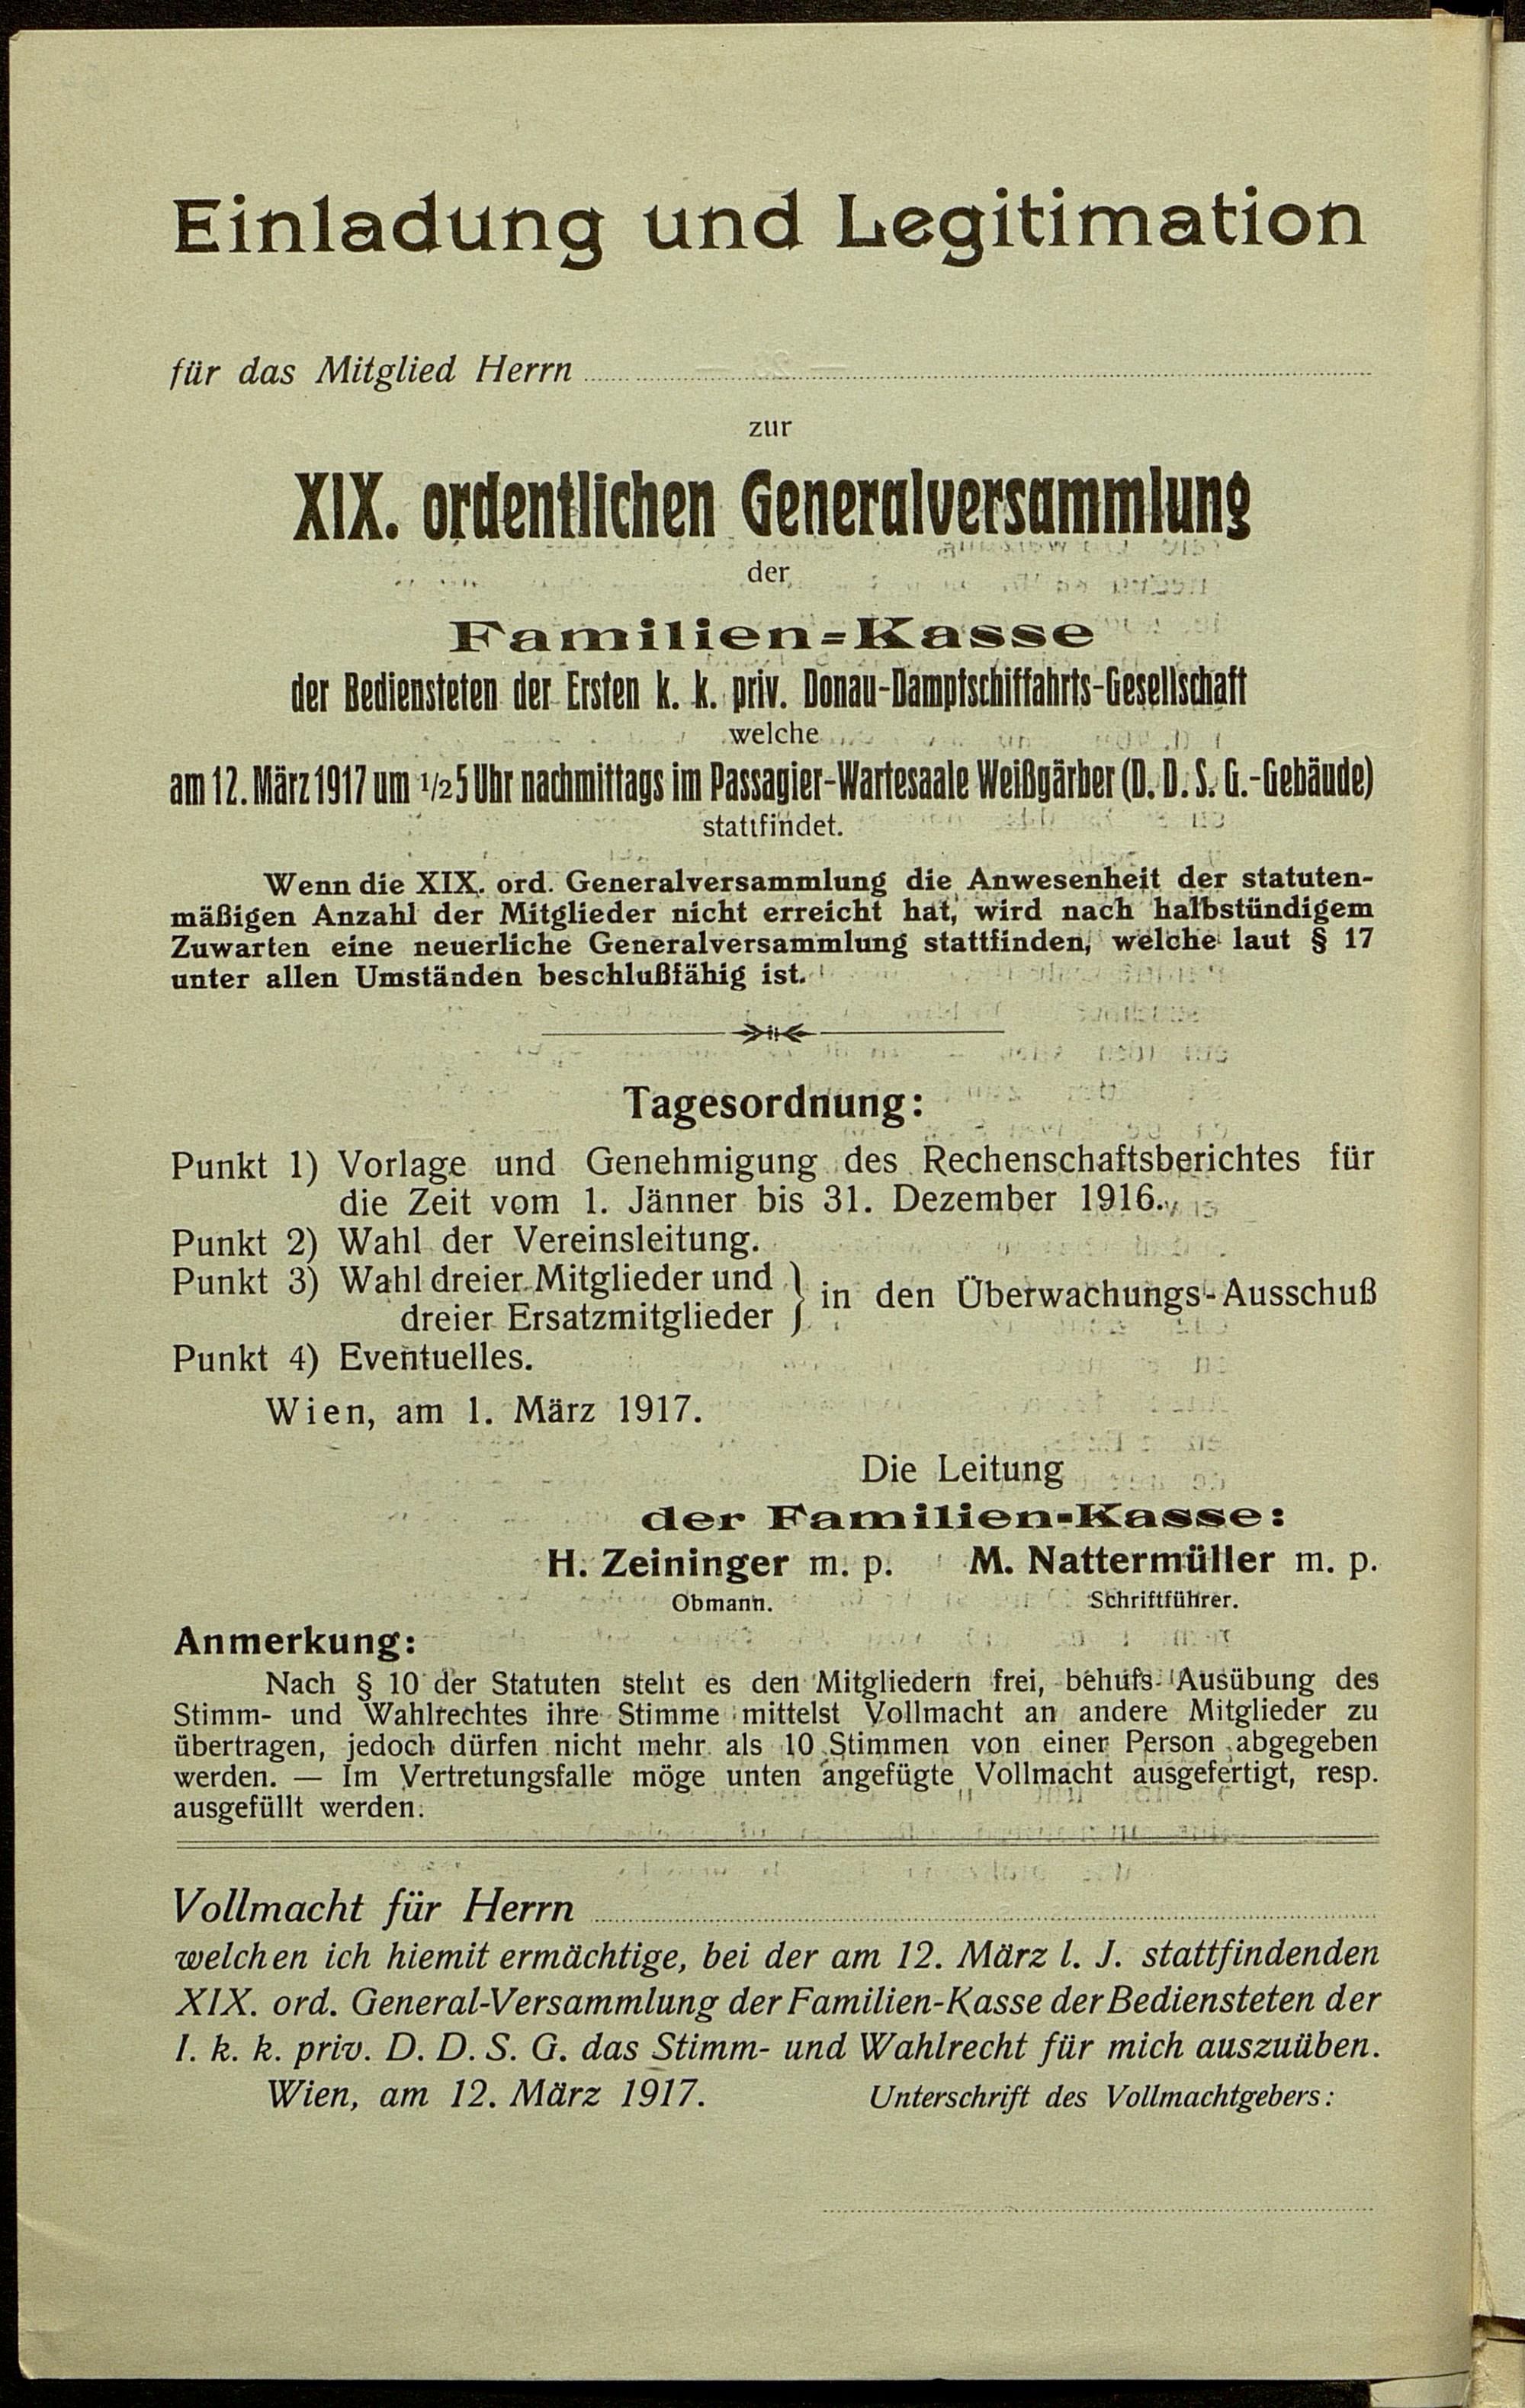 Einladung und Legitimation
für das Mitglied Herrn
zur
XIX. ordentlichen Generalversammlung
der
Familien-Kasse
der Bediensteten der Ersten k. k. priv. Donau-Dampfschiffahrts-Gesellschaft
welche
am 12. März 1917 um 1/2 5 Uhr nachmittags im Passagier-Wartesaale Weißgärber (D. D. S. G.-Gebäude)
stattfindet.
Wenn die XIX. ord. Generalversammlung die Anwesenheit der statuten-
mäßigen Anzahl der Mitglieder nicht erreicht hat, wird nach halbstündigem
Zuwarten eine neuerliche Generalversammlung stattfinden, welche laut § 17
unter allen Umständen beschlußfähig ist.
Tagesordnung:
Punkt 1) Vorlage und Genehmigung des Rechenschaftsberichtes für
die Zeit vom 1. Jänner bis 31. Dezember 1916.
Punkt 2) Wahl der Vereinsleitung.
Punkt 3) Wahl dreier Mitglieder und
dreier Ersatzmitglieder } in den Überwachungs-Ausschuß
Punkt 4) Eventuelles.
Wien, am 1. März 1917.
Die Leitung
der Familien-Kasse:
H. Zeininger m. p. M. Nattermüller m. p.
Obmann. Schriftführer.
Anmerkung:
Nach § 10 der Statuten steht es den Mitgliedern frei, behufs Ausübung des
Stimm- und Wahlrechtes ihre Stimme mittelst Vollmacht an andere Mitglieder zu
übertragen, jedoch dürfen nicht mehr als 10 Stimmen von einer Person abgegeben
werden. — Im Vertretungsfalle möge unten angefügte Vollmacht ausgefertigt, resp.
ausgefüllt werden.
Vollmacht für Herrn
welchen ich hiemit ermächtige, bei der am 12. März l. J. stattfindenden
XIX. ord. General-Versammlung der Familien-Kasse der Bediensteten der
I. k. k. priv. D. D. S. G. das Stimm- und Wahlrecht für mich auszuüben.
Wien, am 12. März 1917. Unterschrift des Vollmachtgebers: